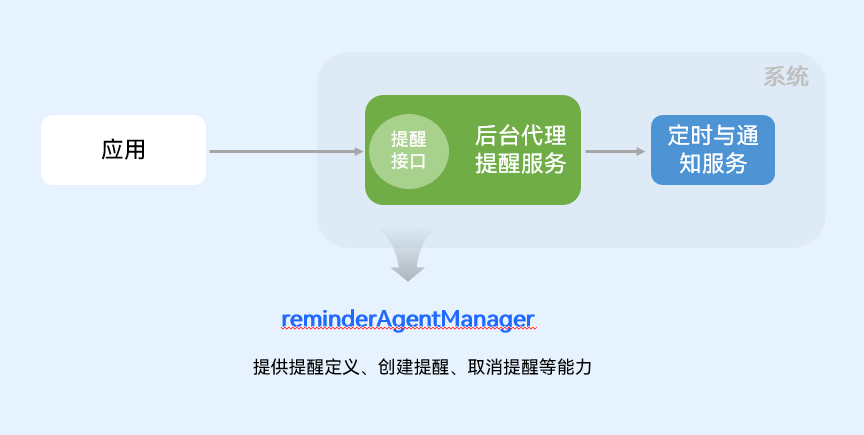 系统
应用
提醒
接口
后台代理
提醒服务
定时与通
知服务
reminderAgentManager
提供提醒定义、创建提醒、取消提醒等能力